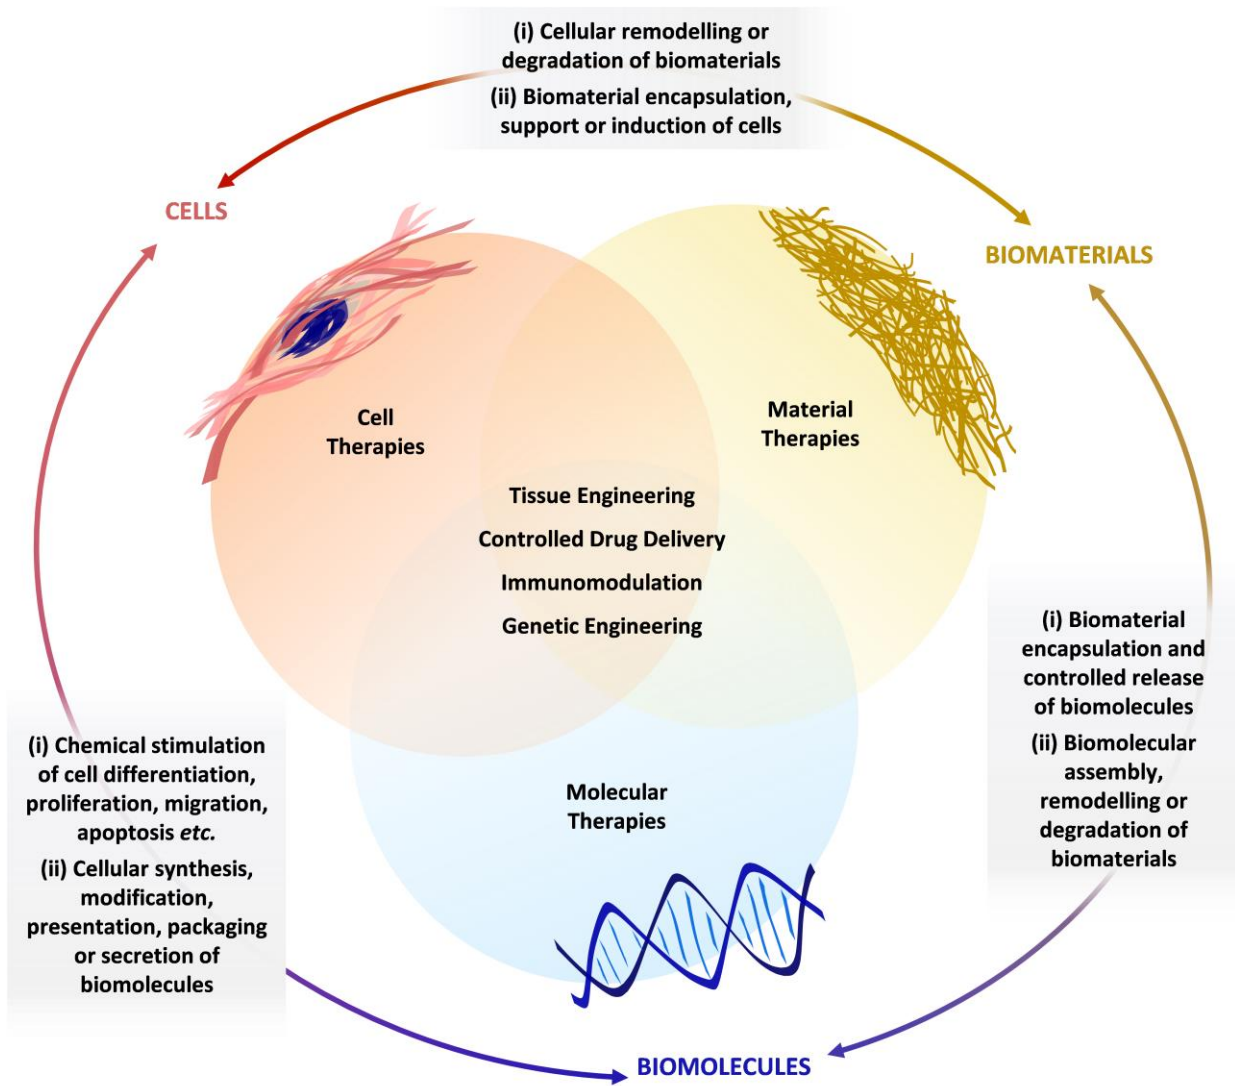 (i) Cellular remodelling or
degradation of biomaterials
(ii) Biomaterial encapsulation,
support or induction of cells
CELLS
BIOMATERIALS
Cell
Therapies
Material
Therapies
Tissue Engineering
Controlled Drug Delivery
Immunomodulation
Genetic Engineering
(i) Biomaterial
encapsulation and
controlled release
of biomolecules
(ii) Biomolecular
assembly,
remodelling or
degradation of
biomaterials
(i) Chemical stimulation
of cell differentiation,
proliferation, migration,
apoptosis etc.
(ii) Cellular synthesis,
modification,
presentation, packaging
or secretion of
biomolecules
Molecular
Therapies
BIOMOLECULES